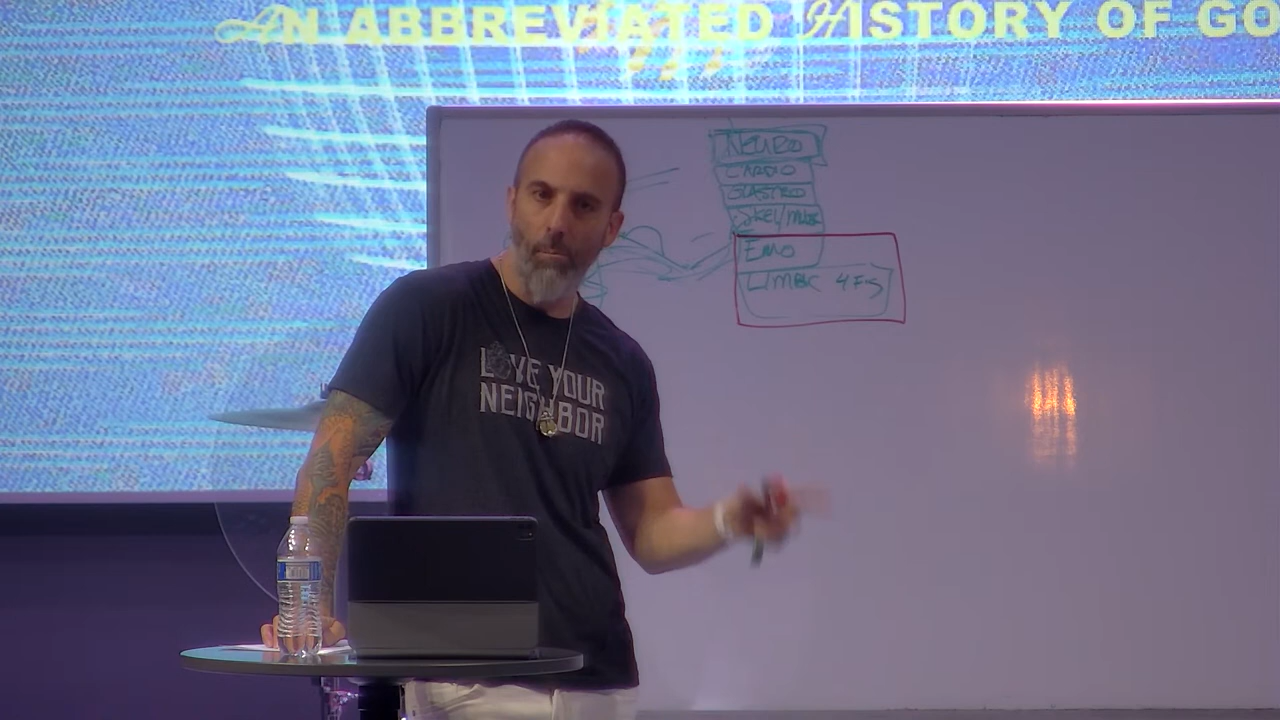 AN ABBREVIATED HISTORY OF GO
NEURO
CARDIO
GASTRO
SKEL/MUSC
EMO
LIMBIC 4 F'S
LOVE YOUR
NEIGHBOR